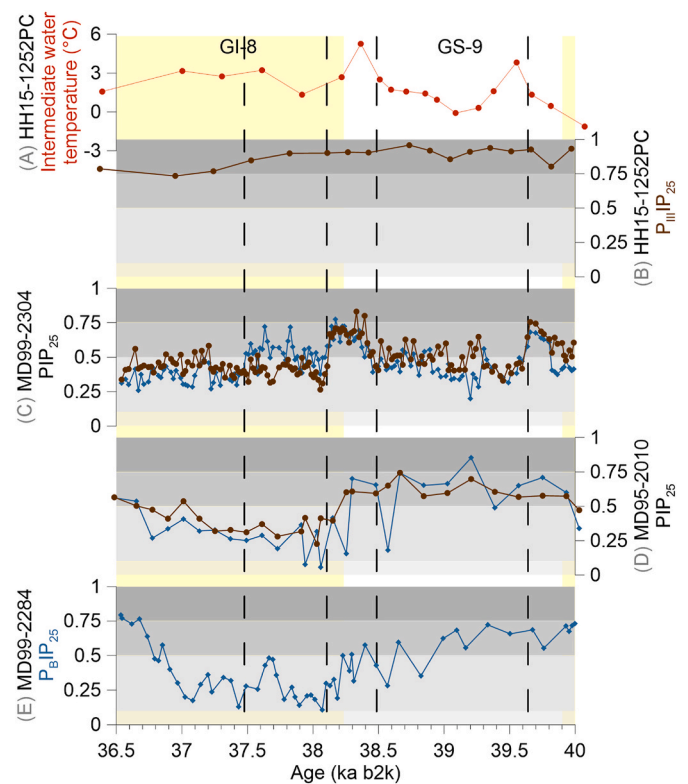 GI-8
GS-9
(A) HH15-1252PC
Intermediate water
temperature (°C)
6
3
0
-3
1
0.75
0.5
0.25
0
(B) HH15-1252PC
PIIIIP25
(C) MD99-2304
PIP25
1
0.75
0.5
0.25
0
1
0.75
0.5
0.25
0
(D) MD95-2010
PIP25
(E) MD99-2284
PBIP25
1
0.75
0.5
0.25
0
36.5 37 37.5 38 38.5 39 39.5 40
Age (ka b2k)